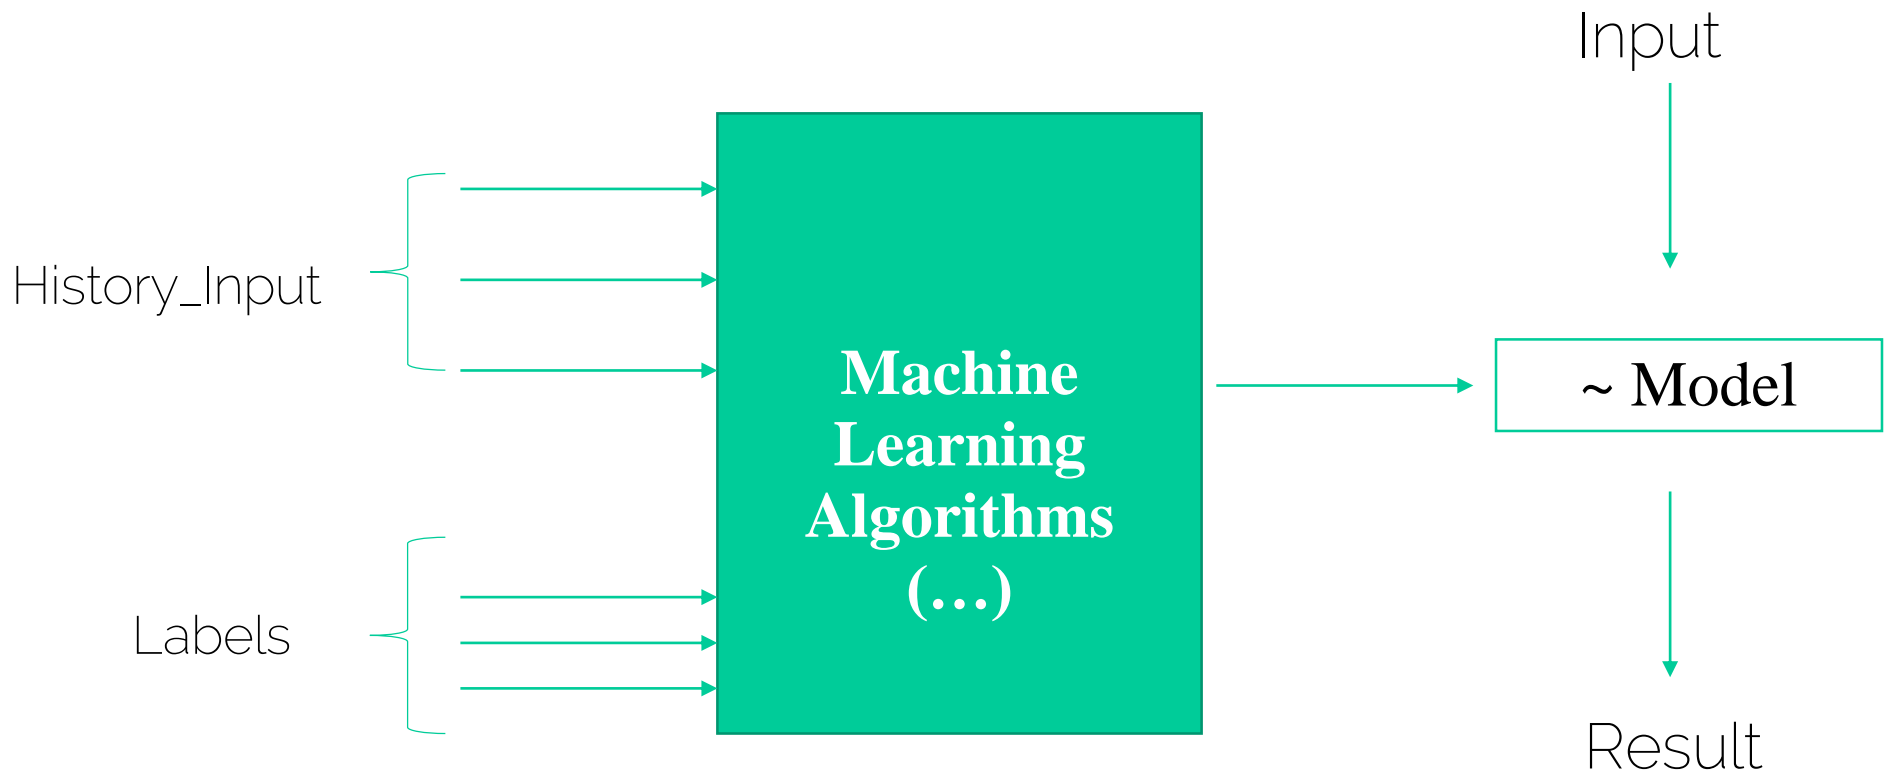 Input
History_Input
Machine
Learning
Algorithms
(...)
~ Model
Labels
Result